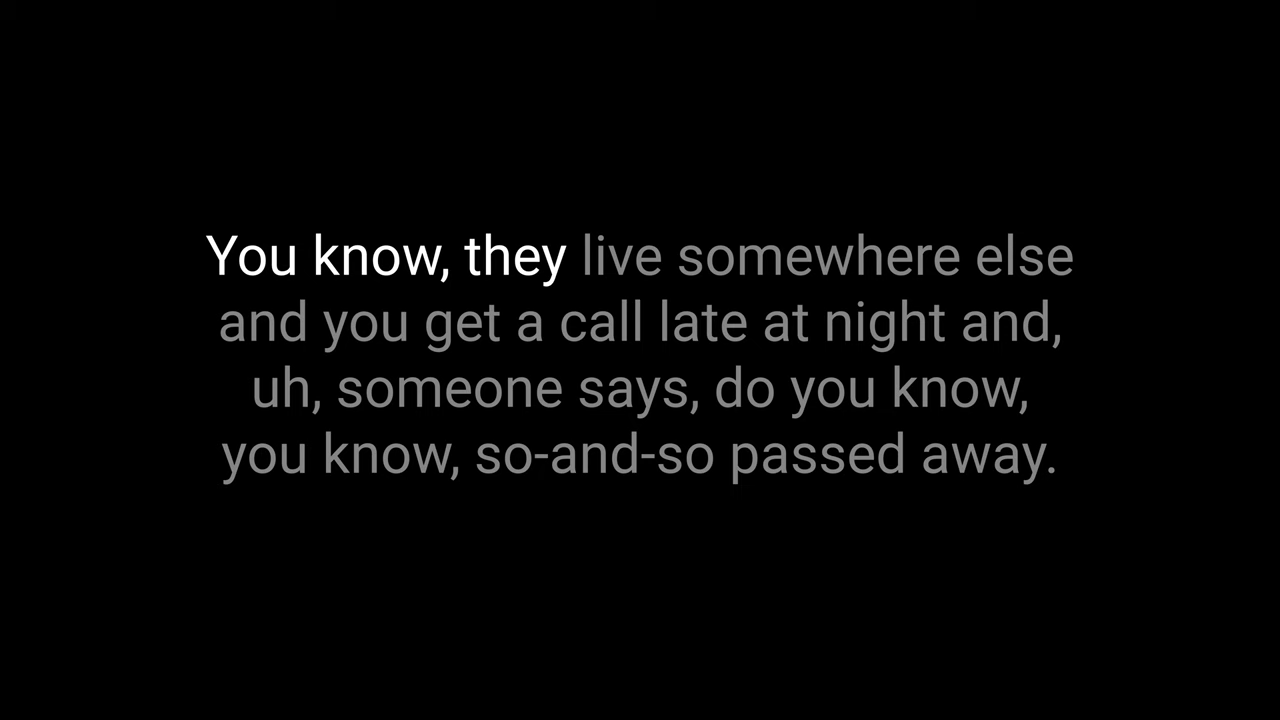 You know, they live somewhere else
and you get a call late at night and,
uh, someone says, do you know,
you know, so-and-so passed away.